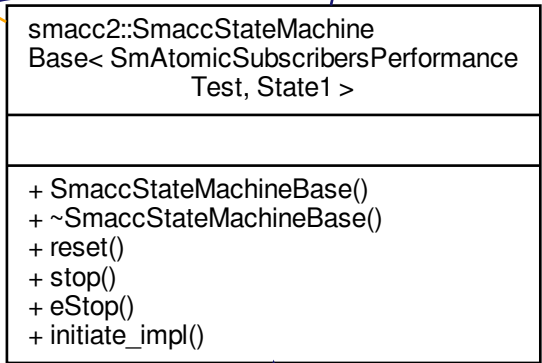 smacc2::SmaccStateMachine
Base< SmAtomicSubscribersPerformance
Test, State1 >
+ SmaccStateMachineBase()
+ ~SmaccStateMachineBase()
+ reset()
+ stop()
+ eStop()
+ initiate_impl()